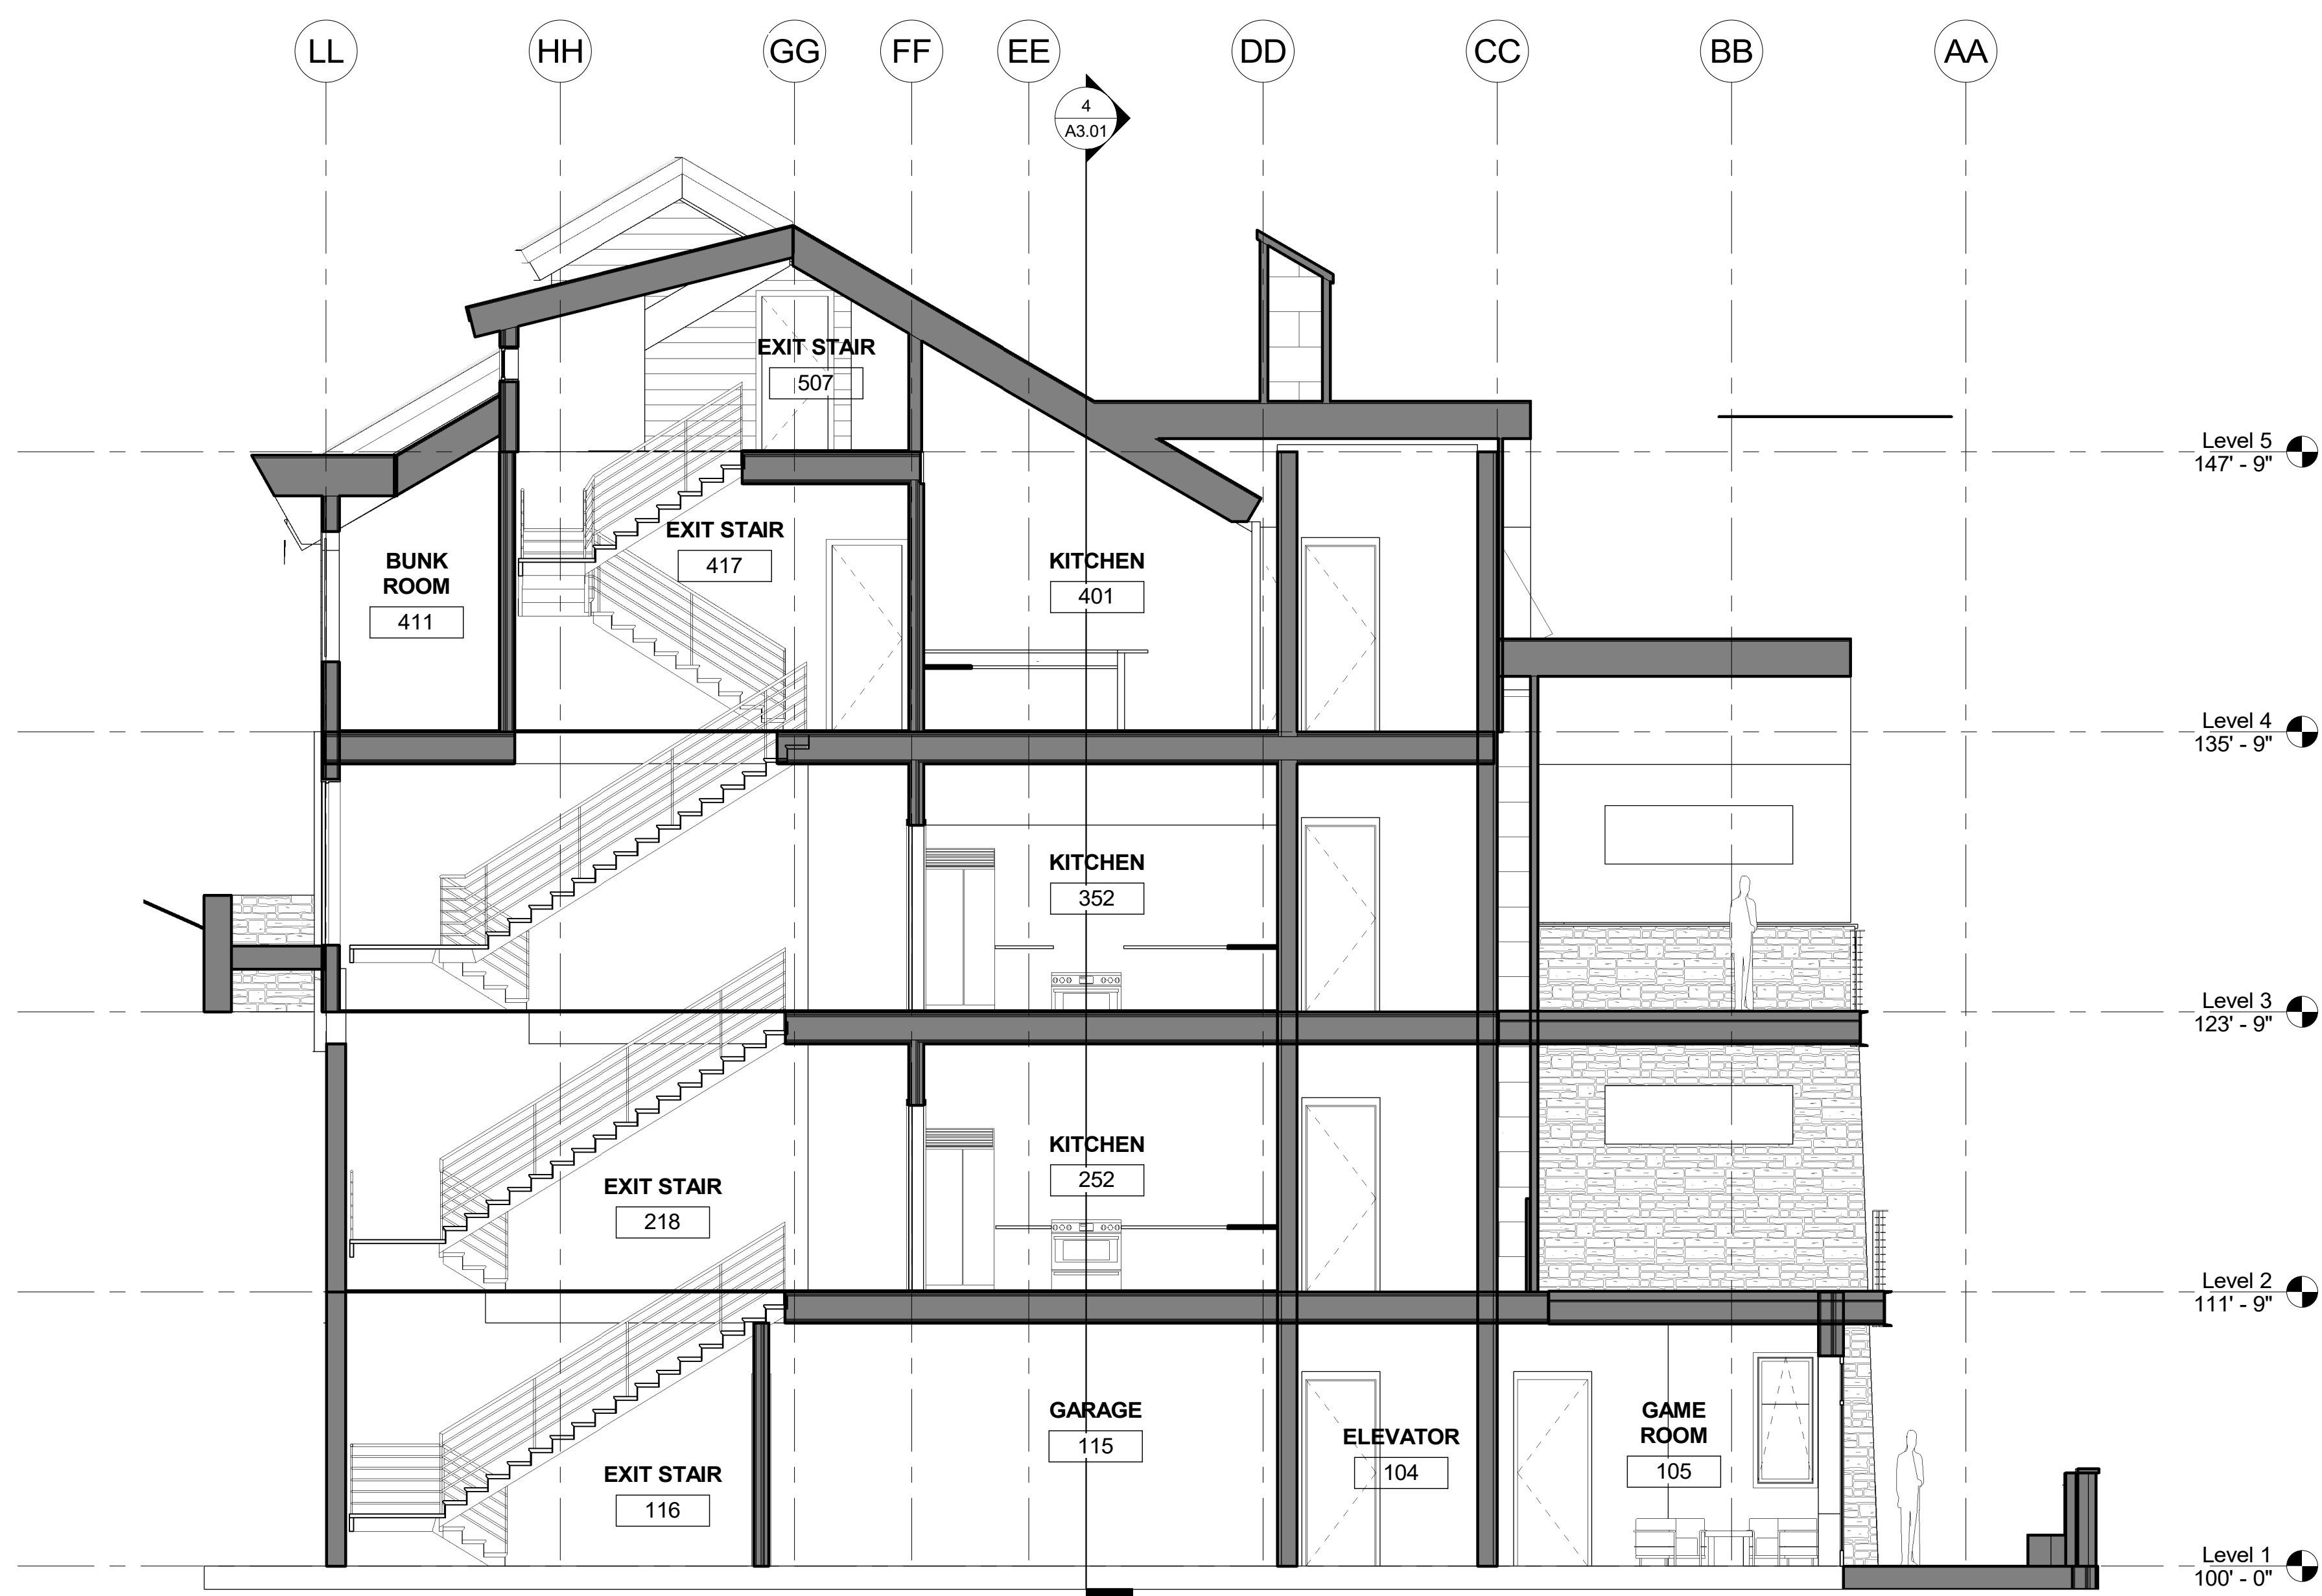 LL
HH
GG
FF
EE
DD
CC
BB
AA
4
A3.01
EXIT STAIR
507
Level 5
147' - 9"
EXIT STAIR
417
BUNK
ROOM
411
KITCHEN
401
Level 4
135' - 9"
KITCHEN
352
Level 3
123' - 9"
KITCHEN
252
EXIT STAIR
218
Level 2
111' - 9"
GARAGE
115
ELEVATOR
104
GAME
ROOM
105
EXIT STAIR
116
Level 1
100' - 0"